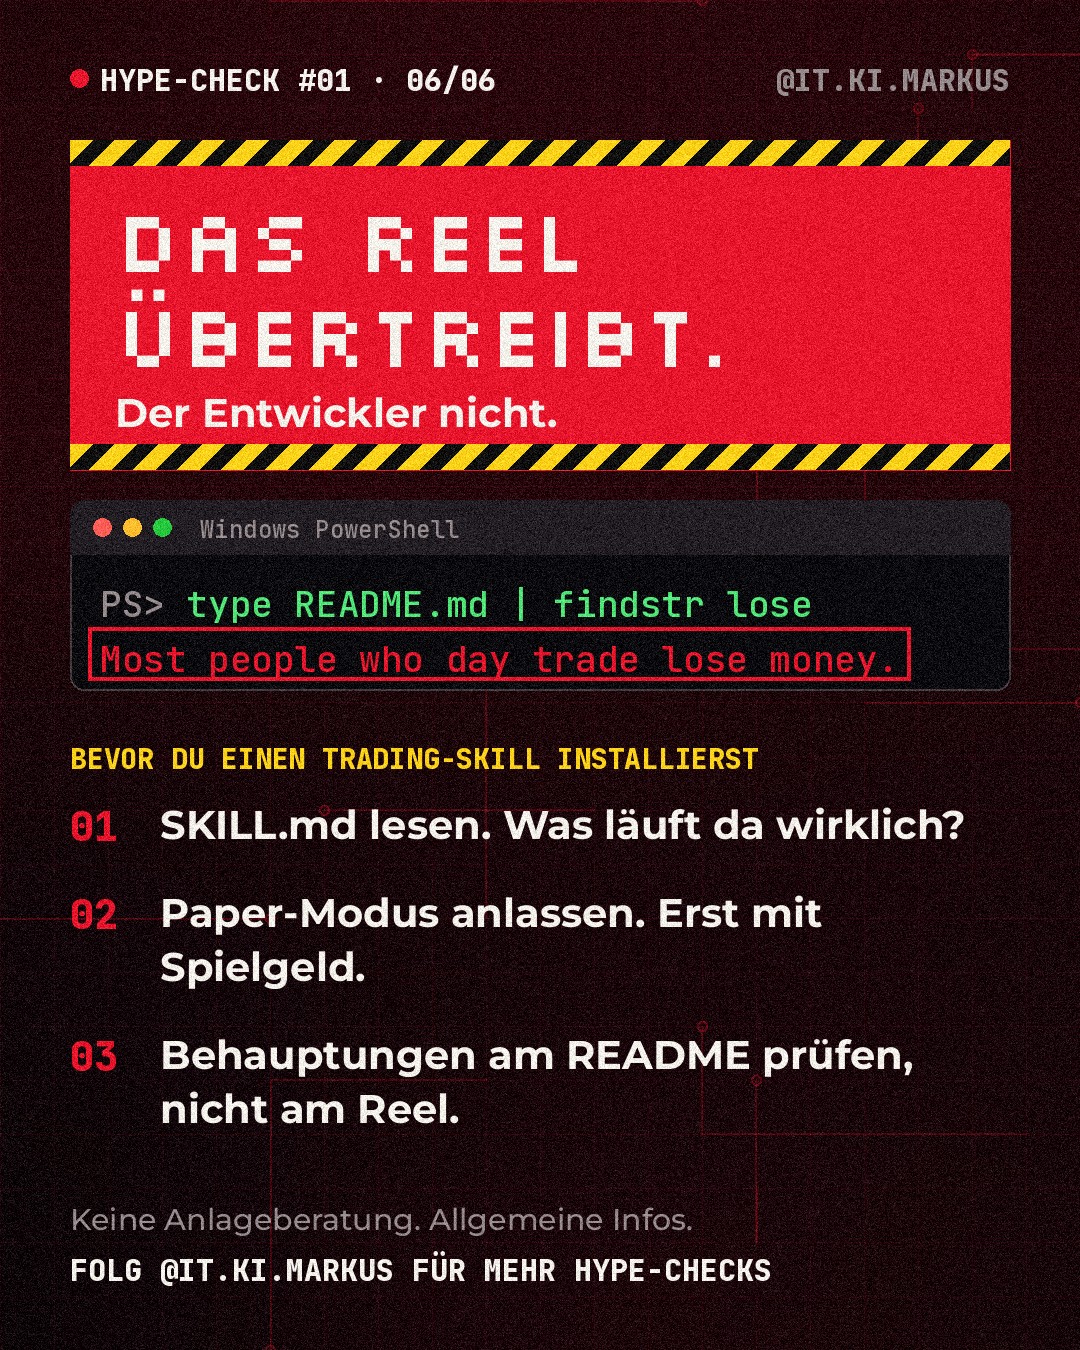 HYPE-CHECK #01 · 06/06
@IT.KI.MARKUS
DAS REEL
ÜBERTREIBT.
Der Entwickler nicht.
Windows PowerShell
PS> type README.md | findstr lose
Most people who day trade lose money.
BEVOR DU EINEN TRADING-SKILL INSTALLIERST
01 SKILL.md lesen. Was läuft da wirklich?
02 Paper-Modus anlassen. Erst mit
Spielgeld.
03 Behauptungen am README prüfen,
nicht am Reel.
Keine Anlageberatung. Allgemeine Infos.
FOLG @IT.KI.MARKUS FÜR MEHR HYPE-CHECKS